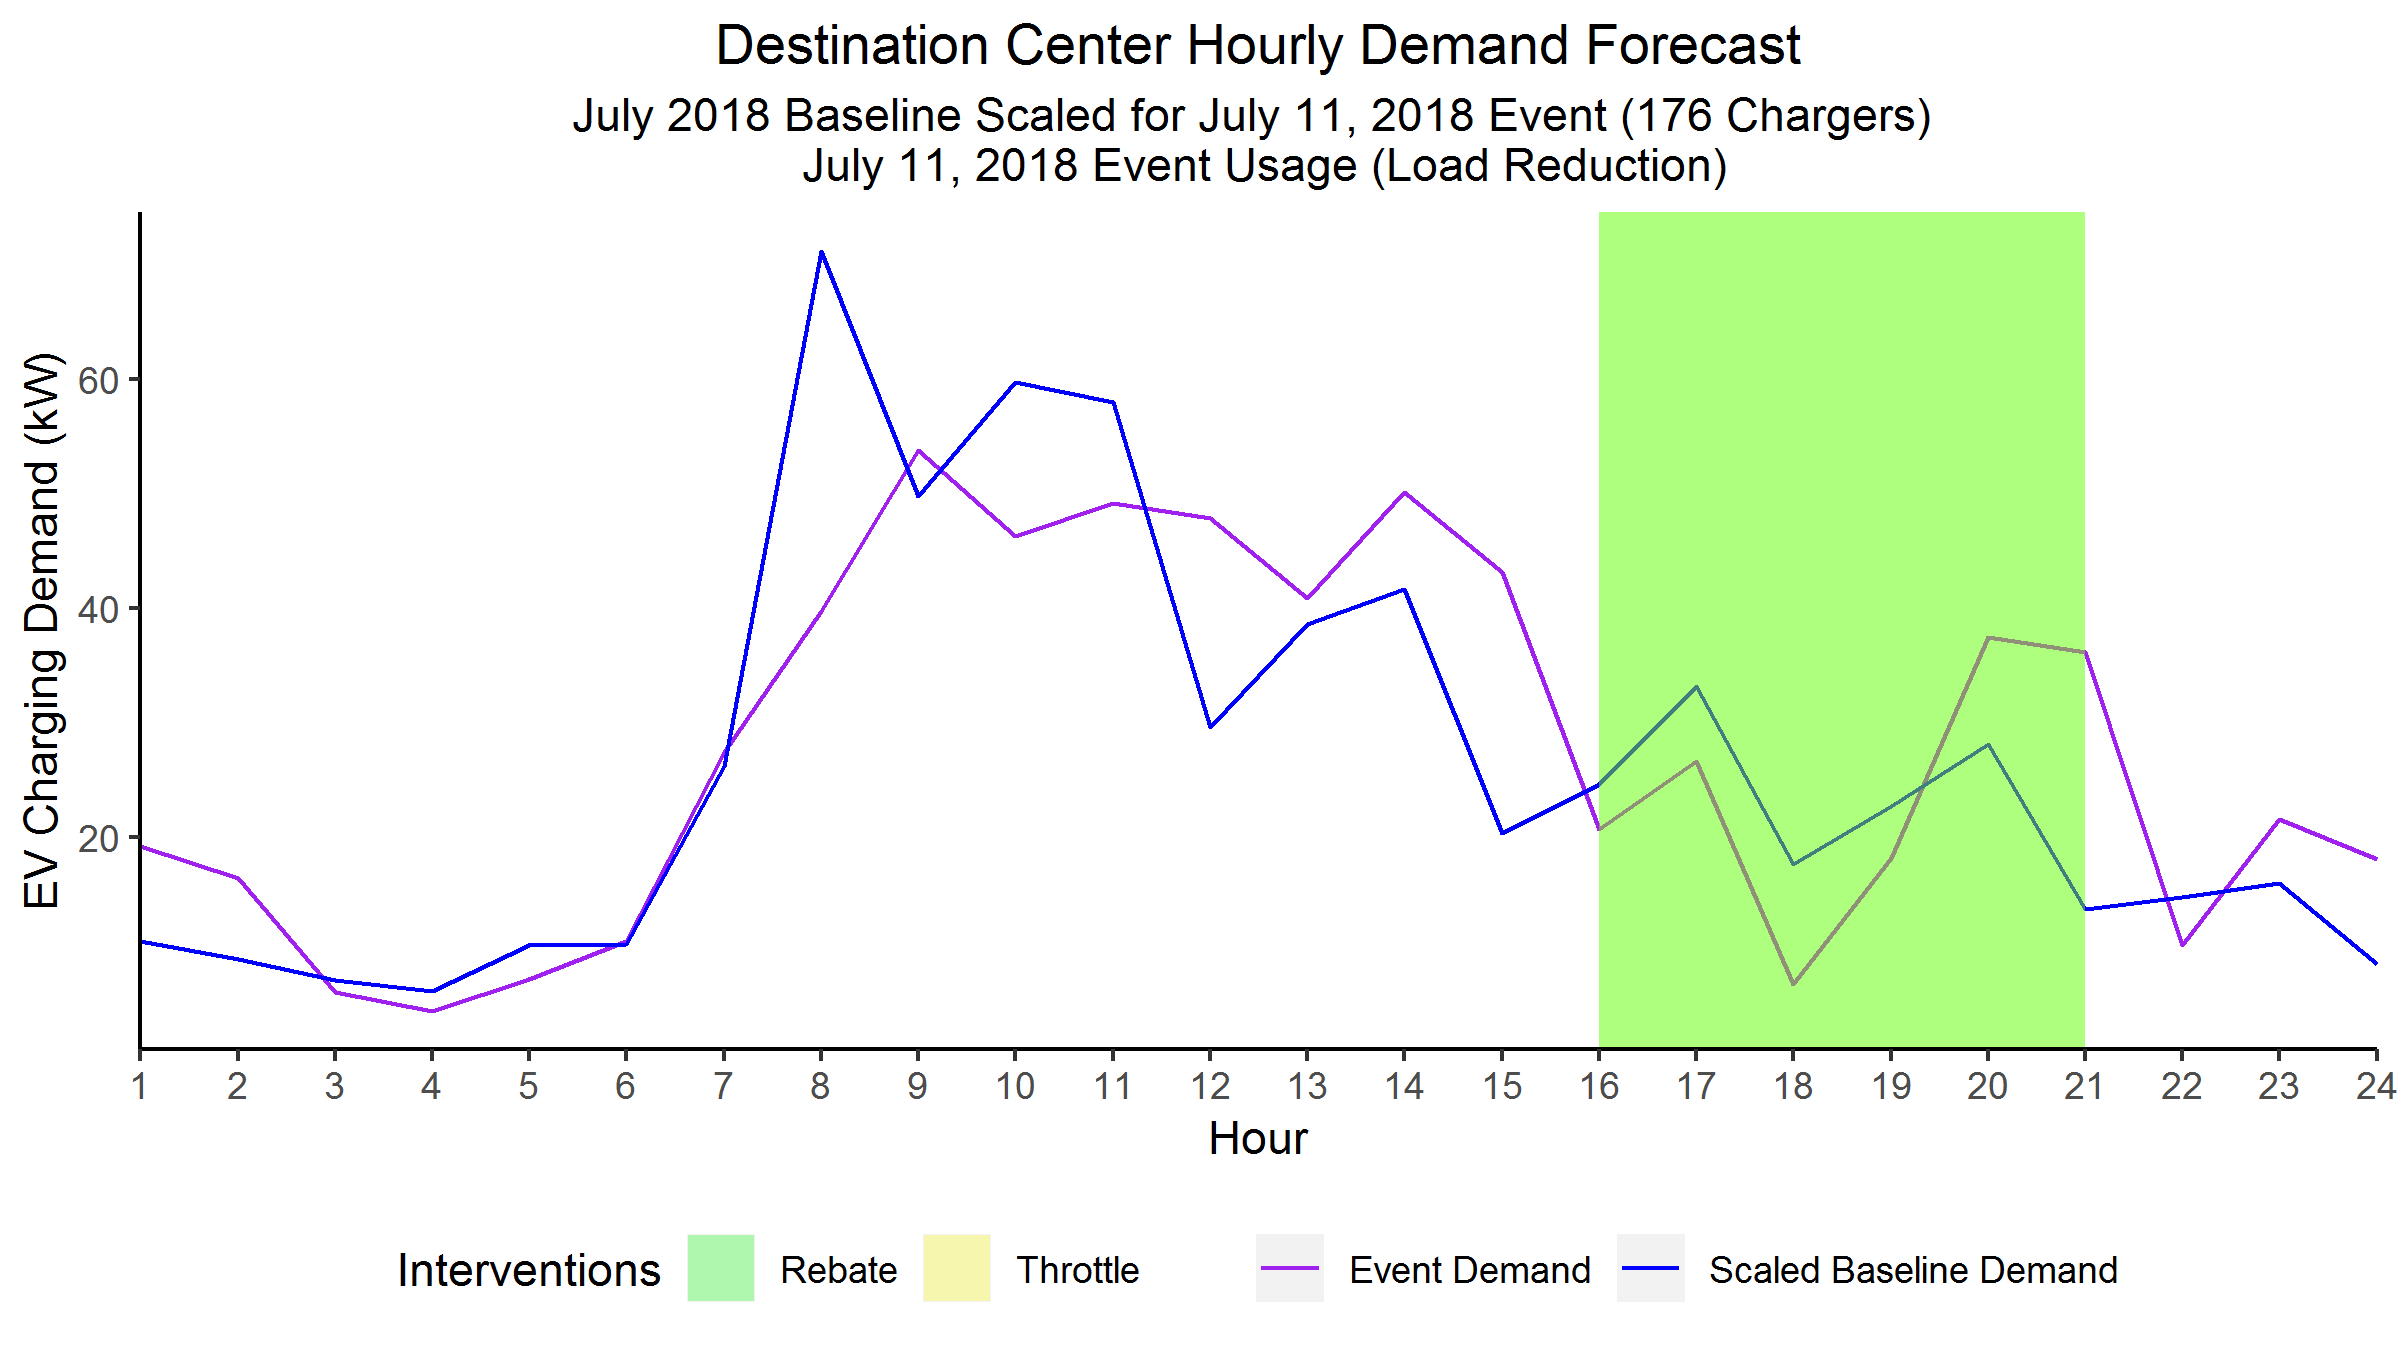 Destination Center Hourly Demand Forecast
July 2018 Baseline Scaled for July 11, 2018 Event (176 Chargers)
July 11, 2018 Event Usage (Load Reduction)
EV Charging Demand (kW)
60
40
20
1 2 3 4 5 6 7 8 9 10 11 12 13 14 15 16 17 18 19 20 21 22 23 24
Hour
Interventions Rebate Throttle Event Demand Scaled Baseline Demand